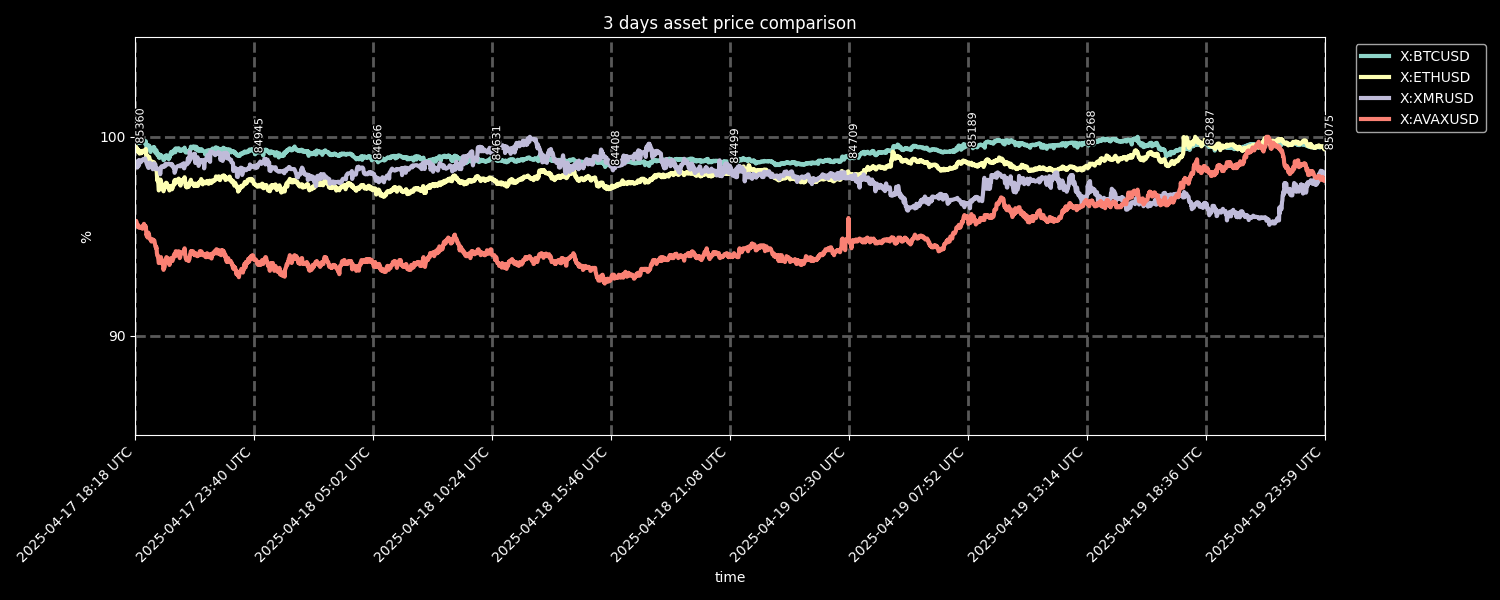 3 days asset price comparison
X:BTCUSD
X:ETHUSD
X:XMRUSD
X:AVAXUSD
100
90
%
85360
84945
84666
84631
84408
84499
84709
85189
85268
85287
85075
2025-04-17 18:18 UTC
2025-04-17 23:40 UTC
2025-04-18 05:02 UTC
2025-04-18 10:24 UTC
2025-04-18 15:46 UTC
2025-04-18 21:08 UTC
2025-04-19 02:30 UTC
2025-04-19 07:52 UTC
2025-04-19 13:14 UTC
2025-04-19 18:36 UTC
2025-04-19 23:59 UTC
time